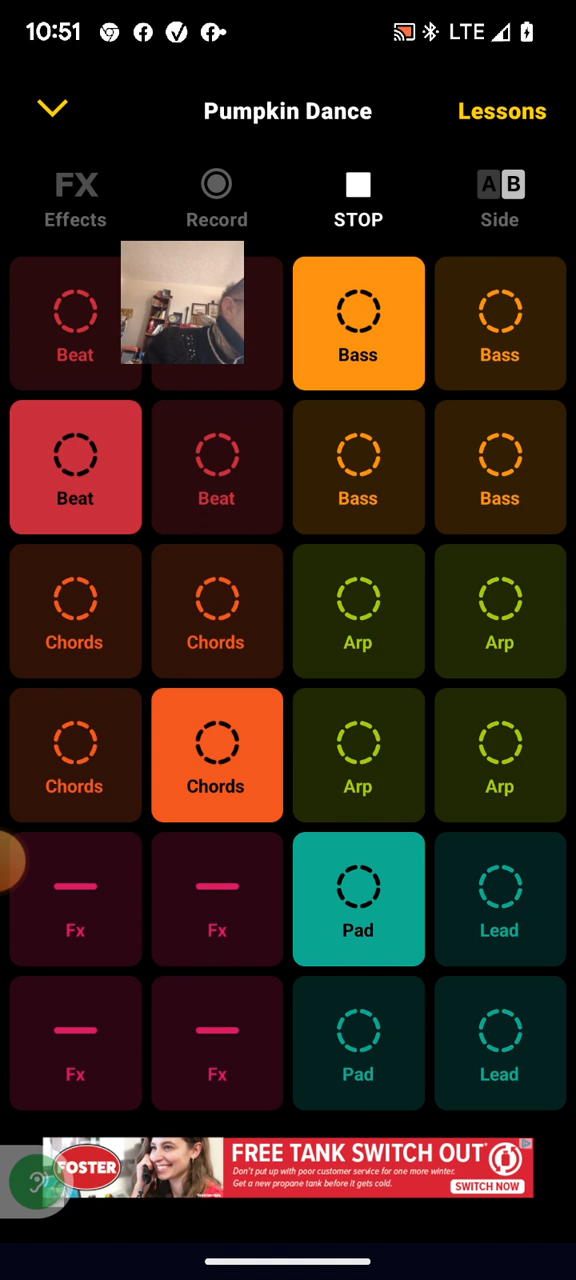 10:51 LTE
Pumpkin Dance Lessons
FX A B
Effects Record STOP Side
Beat Bass Bass
Beat Beat Bass Bass
Chords Chords Arp Arp
Chords Chords Arp Arp
Fx Fx Pad Lead
Fx Fx Pad Lead
FOSTER
FREE TANK SWITCH OUT*
Don't put up with poor customer service for one more winter.
Get a new propane tank before it gets cold.
SWITCH NOW